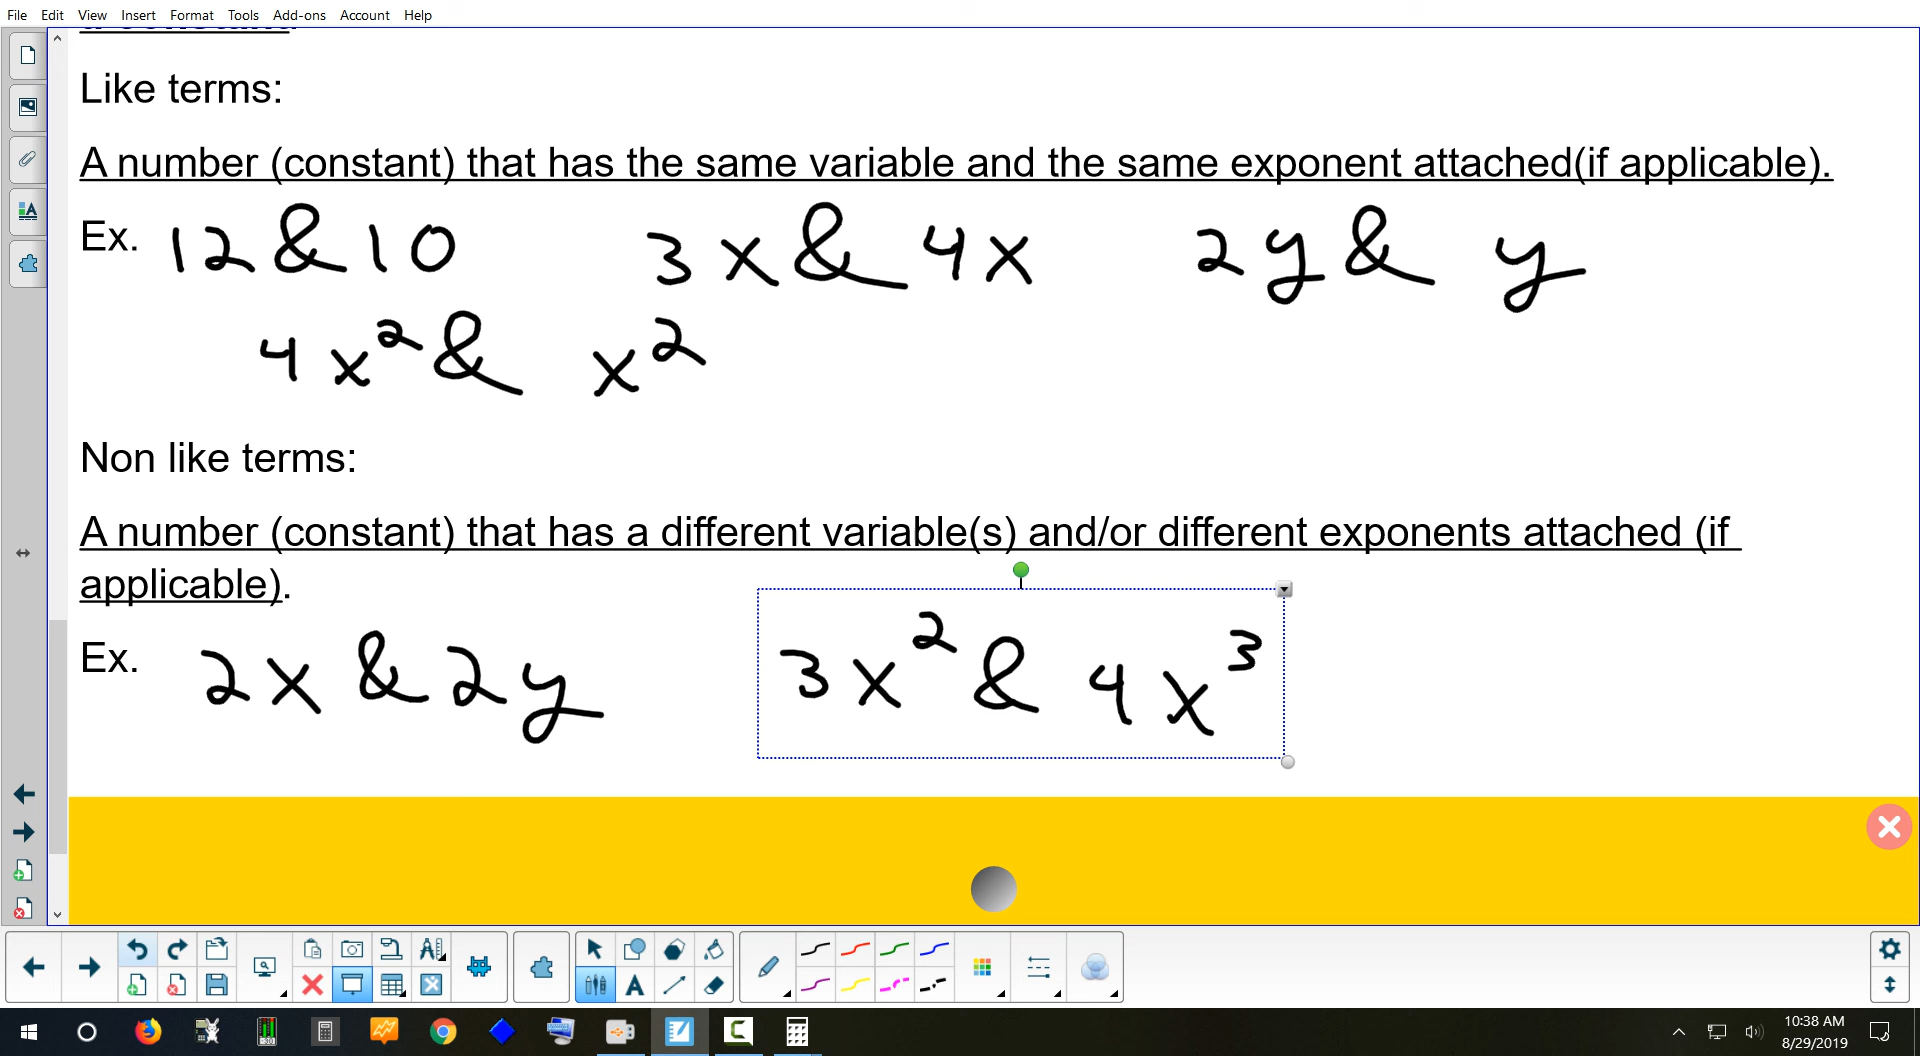 File Edit View Insert Format Tools Add-ons Account Help
Like terms:
A number (constant) that has the same variable and the same exponent attached(if applicable).
Ex. 12 & 10 3x & 4x 2y & y
4x² & x²
Non like terms:
A number (constant) that has a different variable(s) and/or different exponents attached (if
applicable).
Ex. 2x & 2y 3x² & 4x³
10:38 AM
8/29/2019